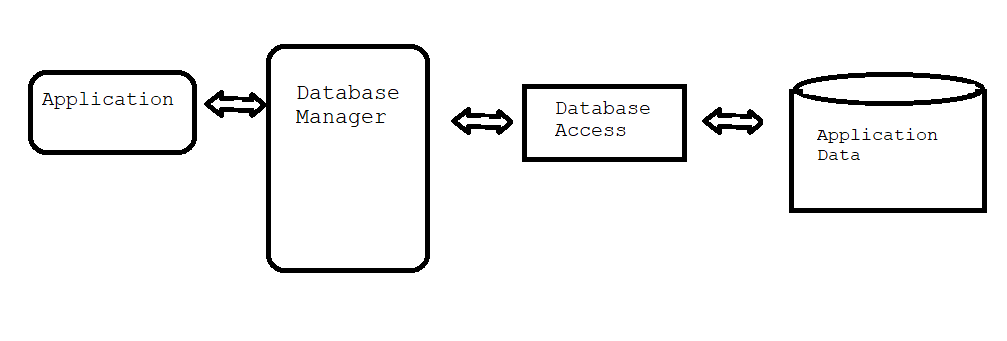 Application
Database
Manager
Database
Access
Application
Data